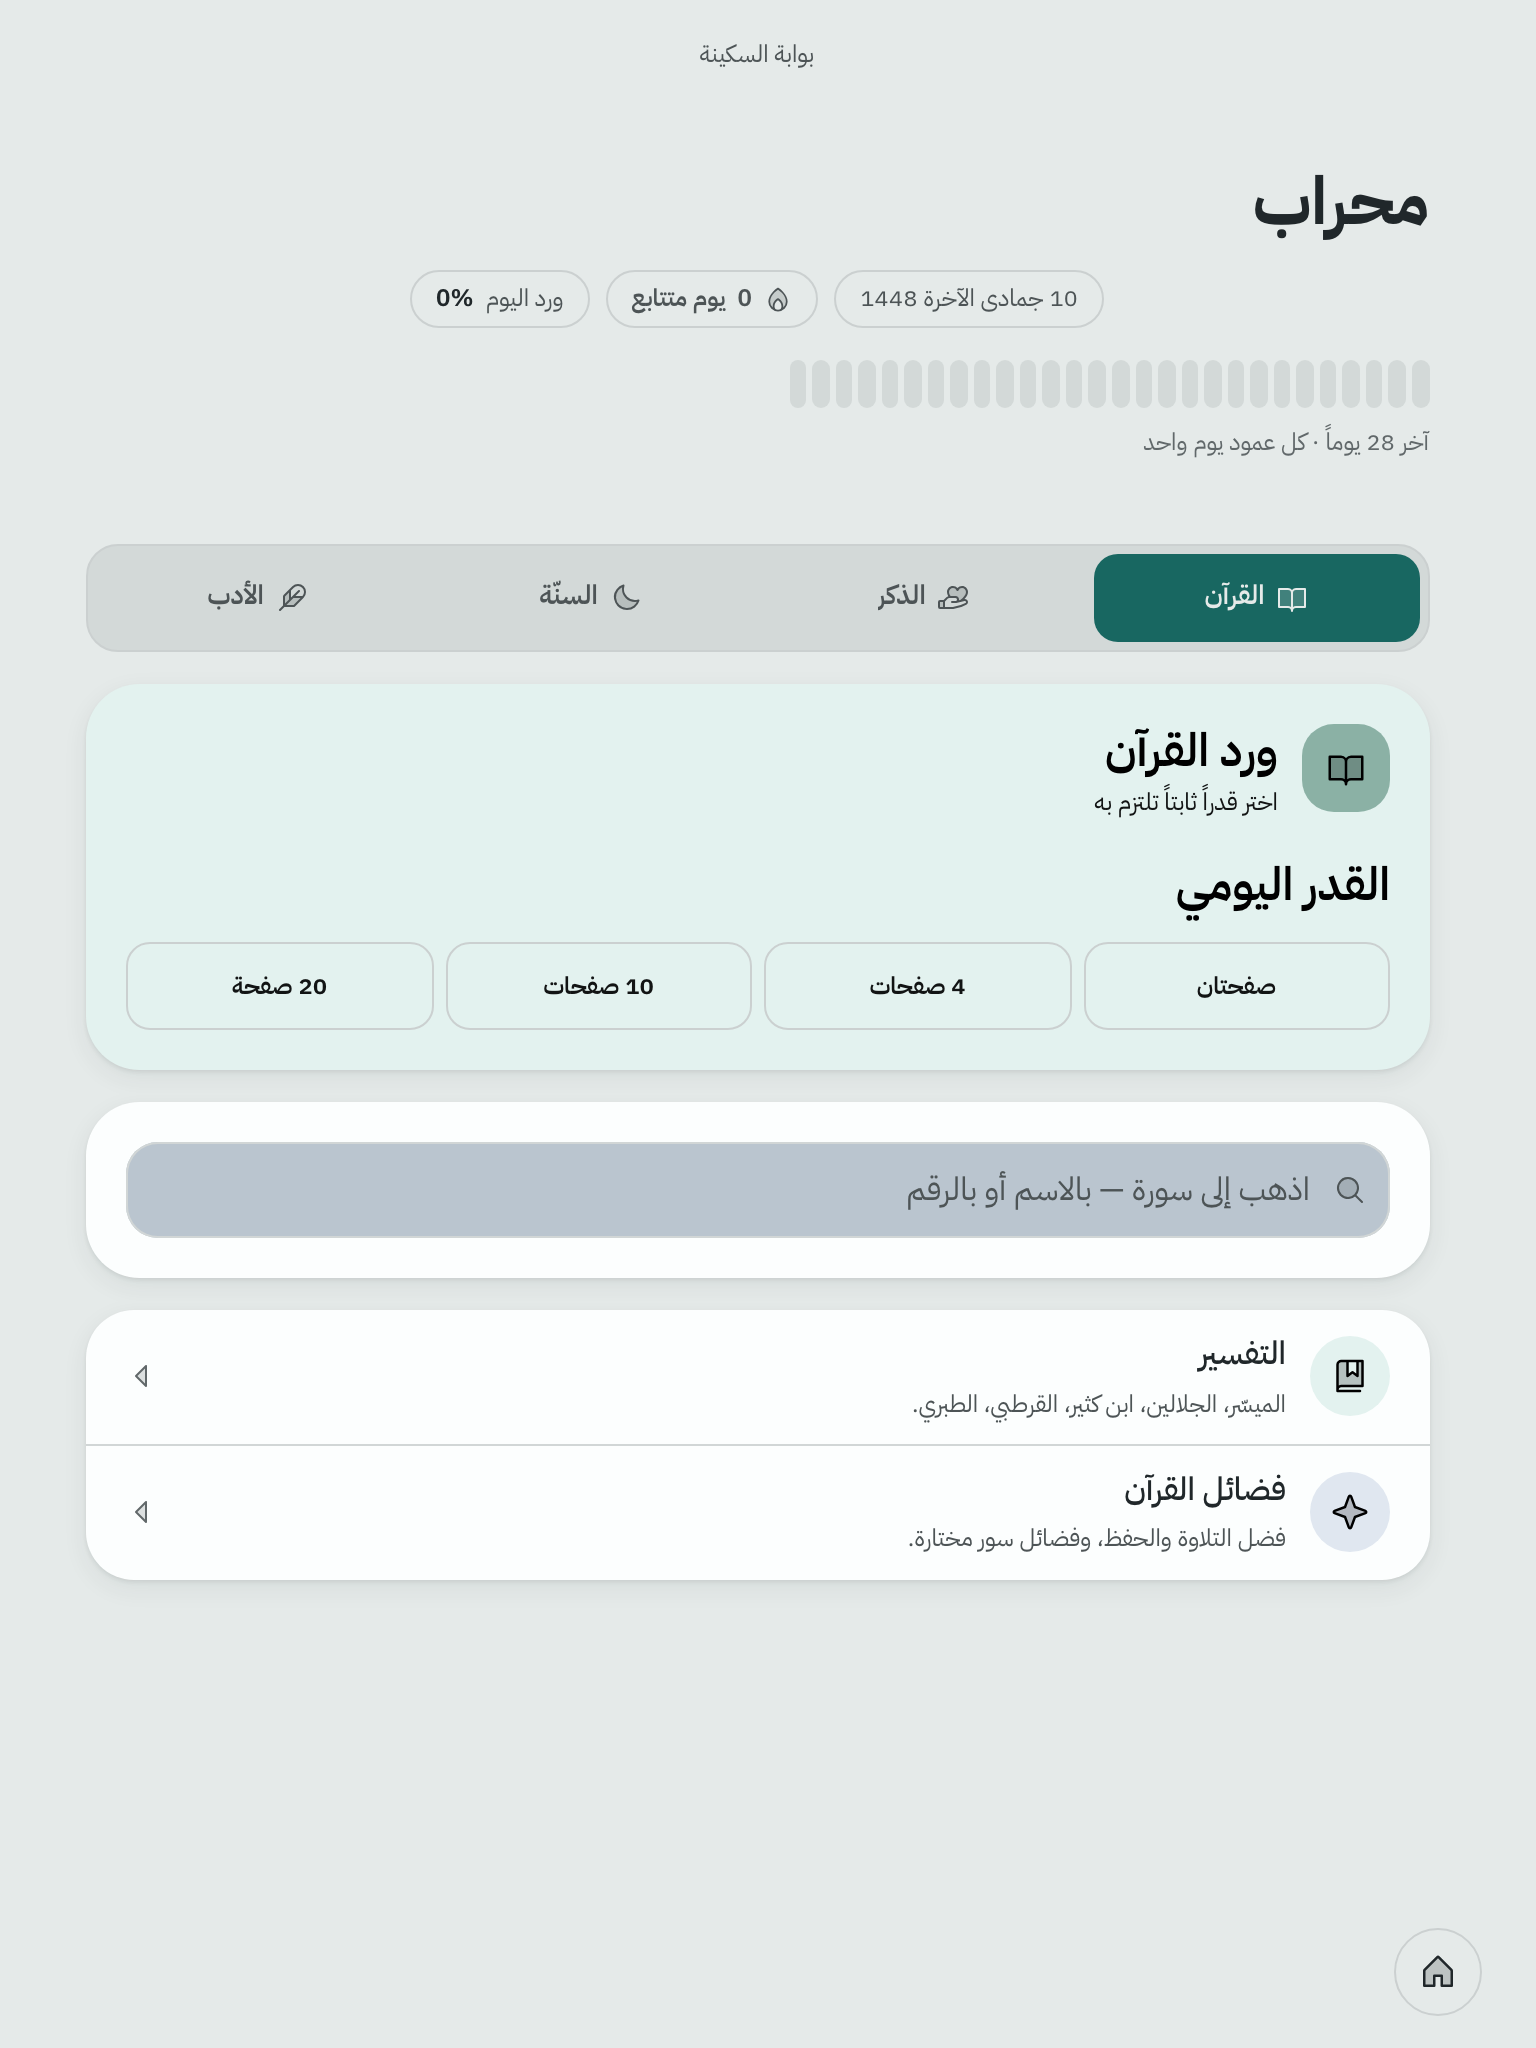 بوابة السكينة
محراب
10 جمادى الآخرة 1448
0 يوم متتابع
ورد اليوم 0%
آخر 28 يوماً · كل عمود يوم واحد
القرآن
الذكر
السنّة
الأدب
ورد القرآن
اختر قدراً ثابتاً تلتزم به
القدر اليومي
صفحتان
4 صفحات
10 صفحات
20 صفحة
اذهب إلى سورة — بالاسم أو بالرقم
التفسير
الميسّر، الجلالين، ابن كثير، القرطبي، الطبري.
فضائل القرآن
فضل التلاوة والحفظ، وفضائل سور مختارة.